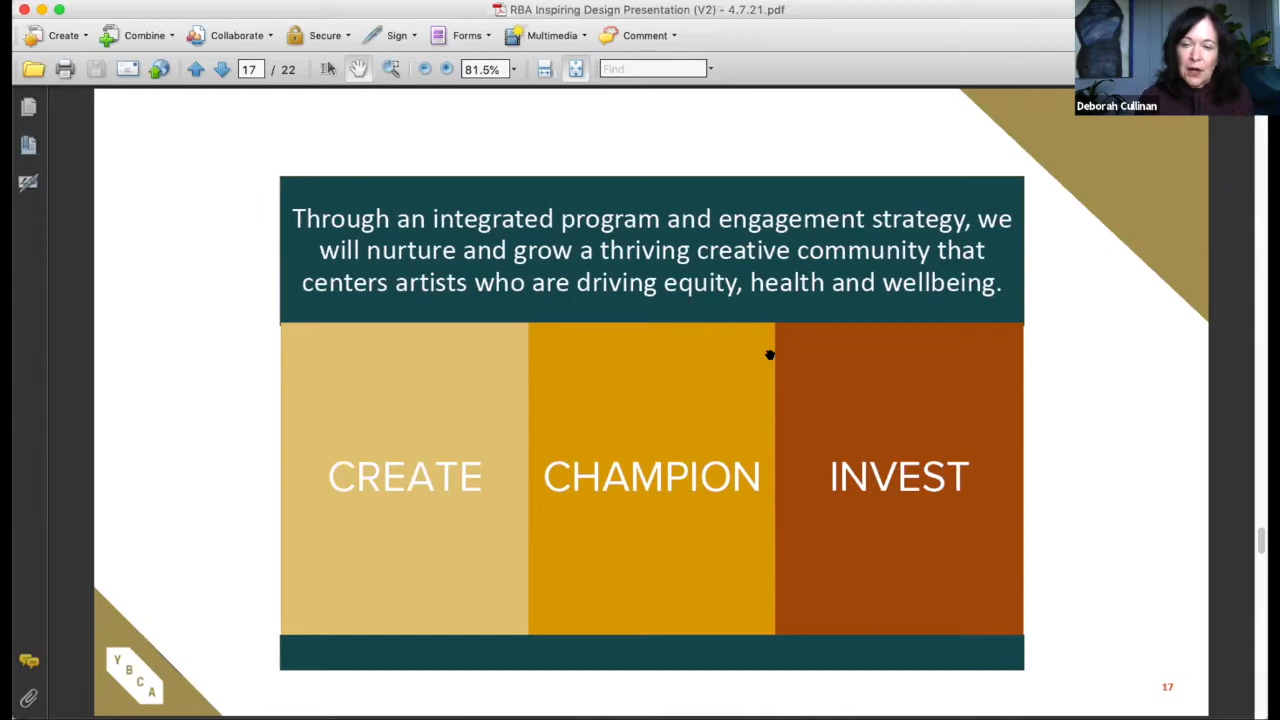 RBA Inspiring Design Presentation (V2) - 4.7.21.pdf
Create Combine Collaborate Secure Sign Forms Multimedia Comment
17 / 22 81.5% Find
Deborah Cullinan
Through an integrated program and engagement strategy, we
will nurture and grow a thriving creative community that
centers artists who are driving equity, health and wellbeing.
CREATE CHAMPION INVEST
Y
B
C
A
17